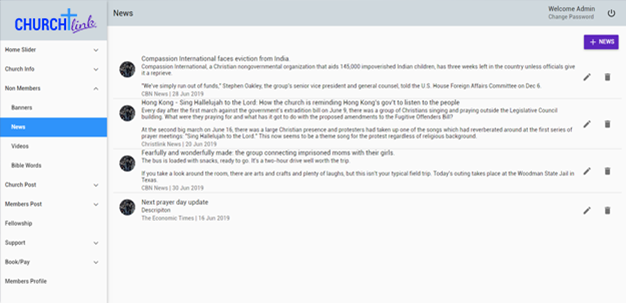 CHURCH link
News
Welcome Admin
Change Password
Home Slider
Church Info
Non Members
Banners
News
Videos
Bible Words
Church Post
Members Post
Fellowship
Support
Book/Pay
Members Profile
+ NEWS
Compassion International faces eviction from India.
Compassion International, a Christian nongovernmental organization that aids 145,000 impoverished Indian children, has three weeks left in the country unless officials give
it a reprieve.
"We've simply run out of funds," Stephen Oakley, the group's senior vice president and general counsel, told the U.S. House Foreign Affairs Committee on Dec 6.
CBN News | 28 Jun 2019
Hong Kong - Sing Hallelujah to the Lord: How the church is reminding Hong Kong's gov't to listen to the people
Every day after the first march against the government's extradition bill on June 9, there was a group of Christians singing and praying outside the Legislative Council
building. What were they praying for and what has it got to do with the proposed amendments to the Fugitive Offenders Bill?
At the second big march on June 16, there was a large Christian presence and protesters had taken up one of the songs which had reverberated around at the first series of
prayer meetings. "Sing Hallelujah to the Lord." This now seems to be a theme song for the protest regardless of religious background.
Christlink News | 20 Jun 2019
Fearfully and wonderfully made: the group connecting imprisoned moms with their girls.
The bus is loaded with snacks, ready to go. It's a two-hour drive well worth the trip.
If you take a look around the room, there are arts and crafts and plenty of laughs, but this isn't your typical field trip. Today's outing takes place at the Woodman State Jail in
Texas.
CBN News | 30 Jun 2019
Next prayer day update
Description
The Economic Times | 16 Jun 2019